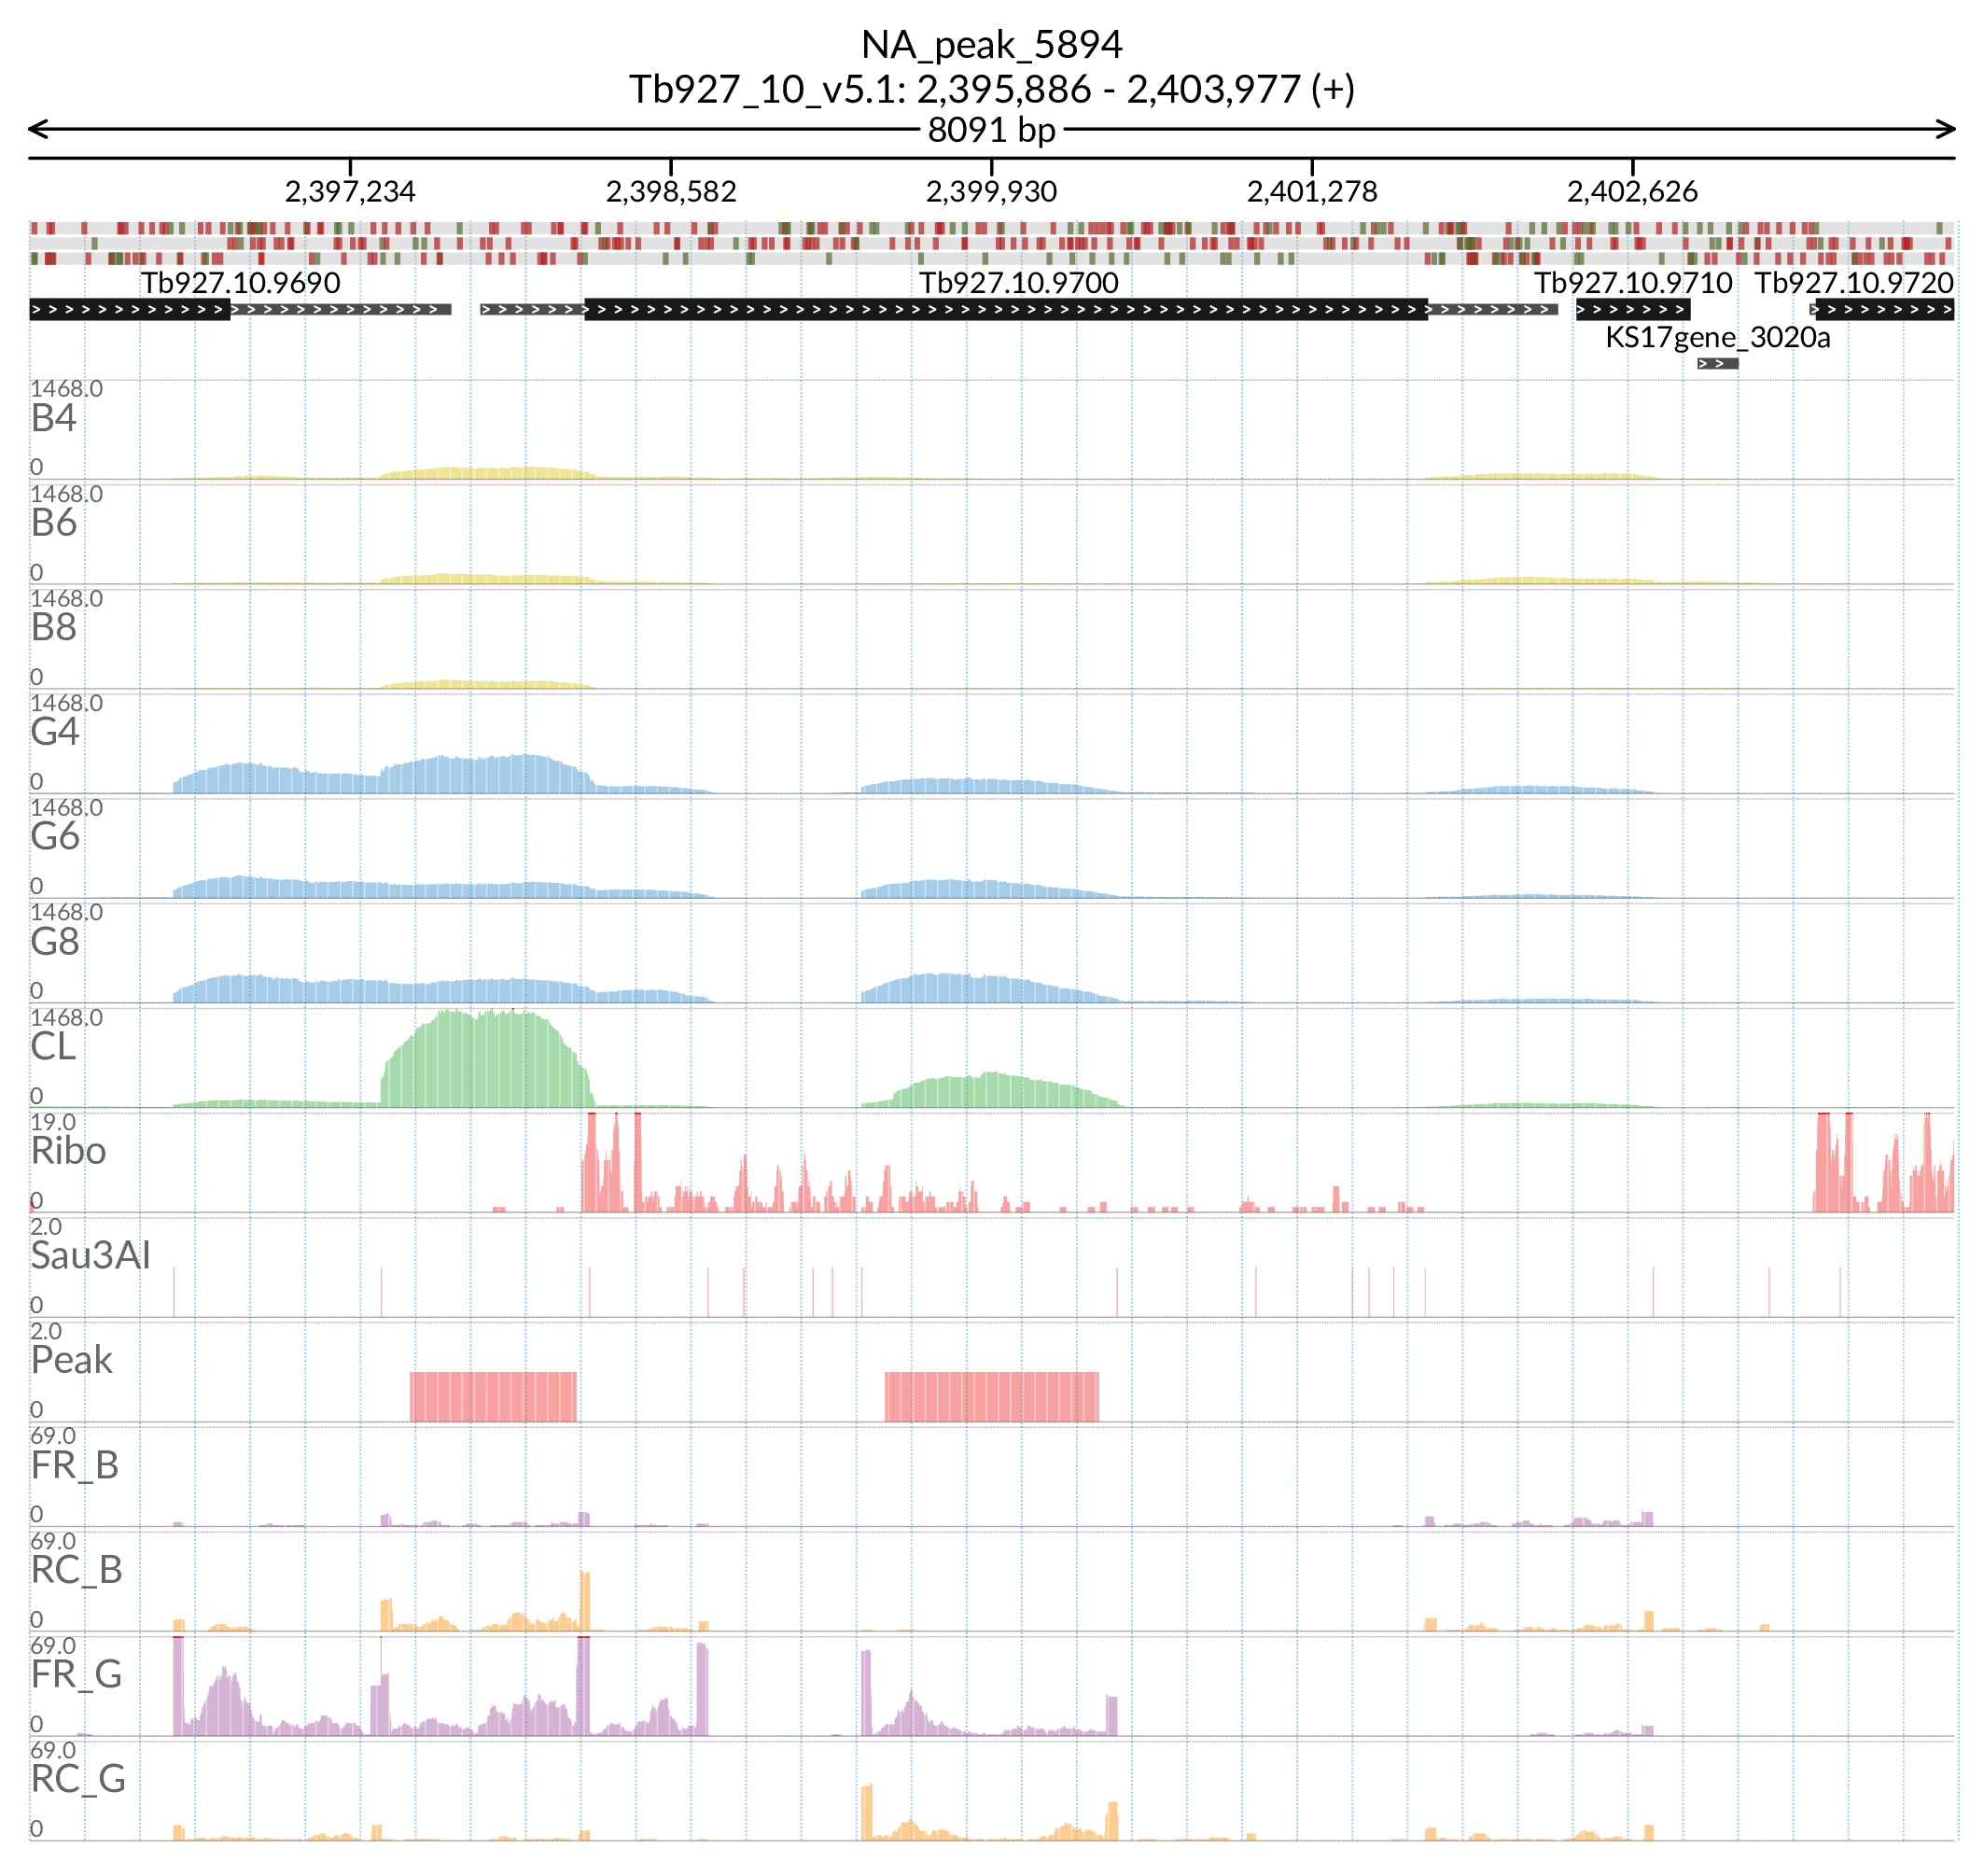 NA_peak_5894
Tb927_10_v5.1: 2,395,886 - 2,403,977 (+)
8091 bp
2,397,234 2,398,582 2,399,930 2,401,278 2,402,626
Tb927.10.9690 Tb927.10.9700 Tb927.10.9710 Tb927.10.9720
KS17gene_3020a
1468.0
B4
0
1468.0
B6
0
1468.0
B8
0
1468.0
G4
0
1468.0
G6
0
1468.0
G8
0
1468.0
CL
0
19.0
Ribo
0
2.0
Sau3AI
0
2.0
Peak
0
69.0
FR_B
0
69.0
RC_B
0
69.0
FR_G
0
69.0
RC_G
0